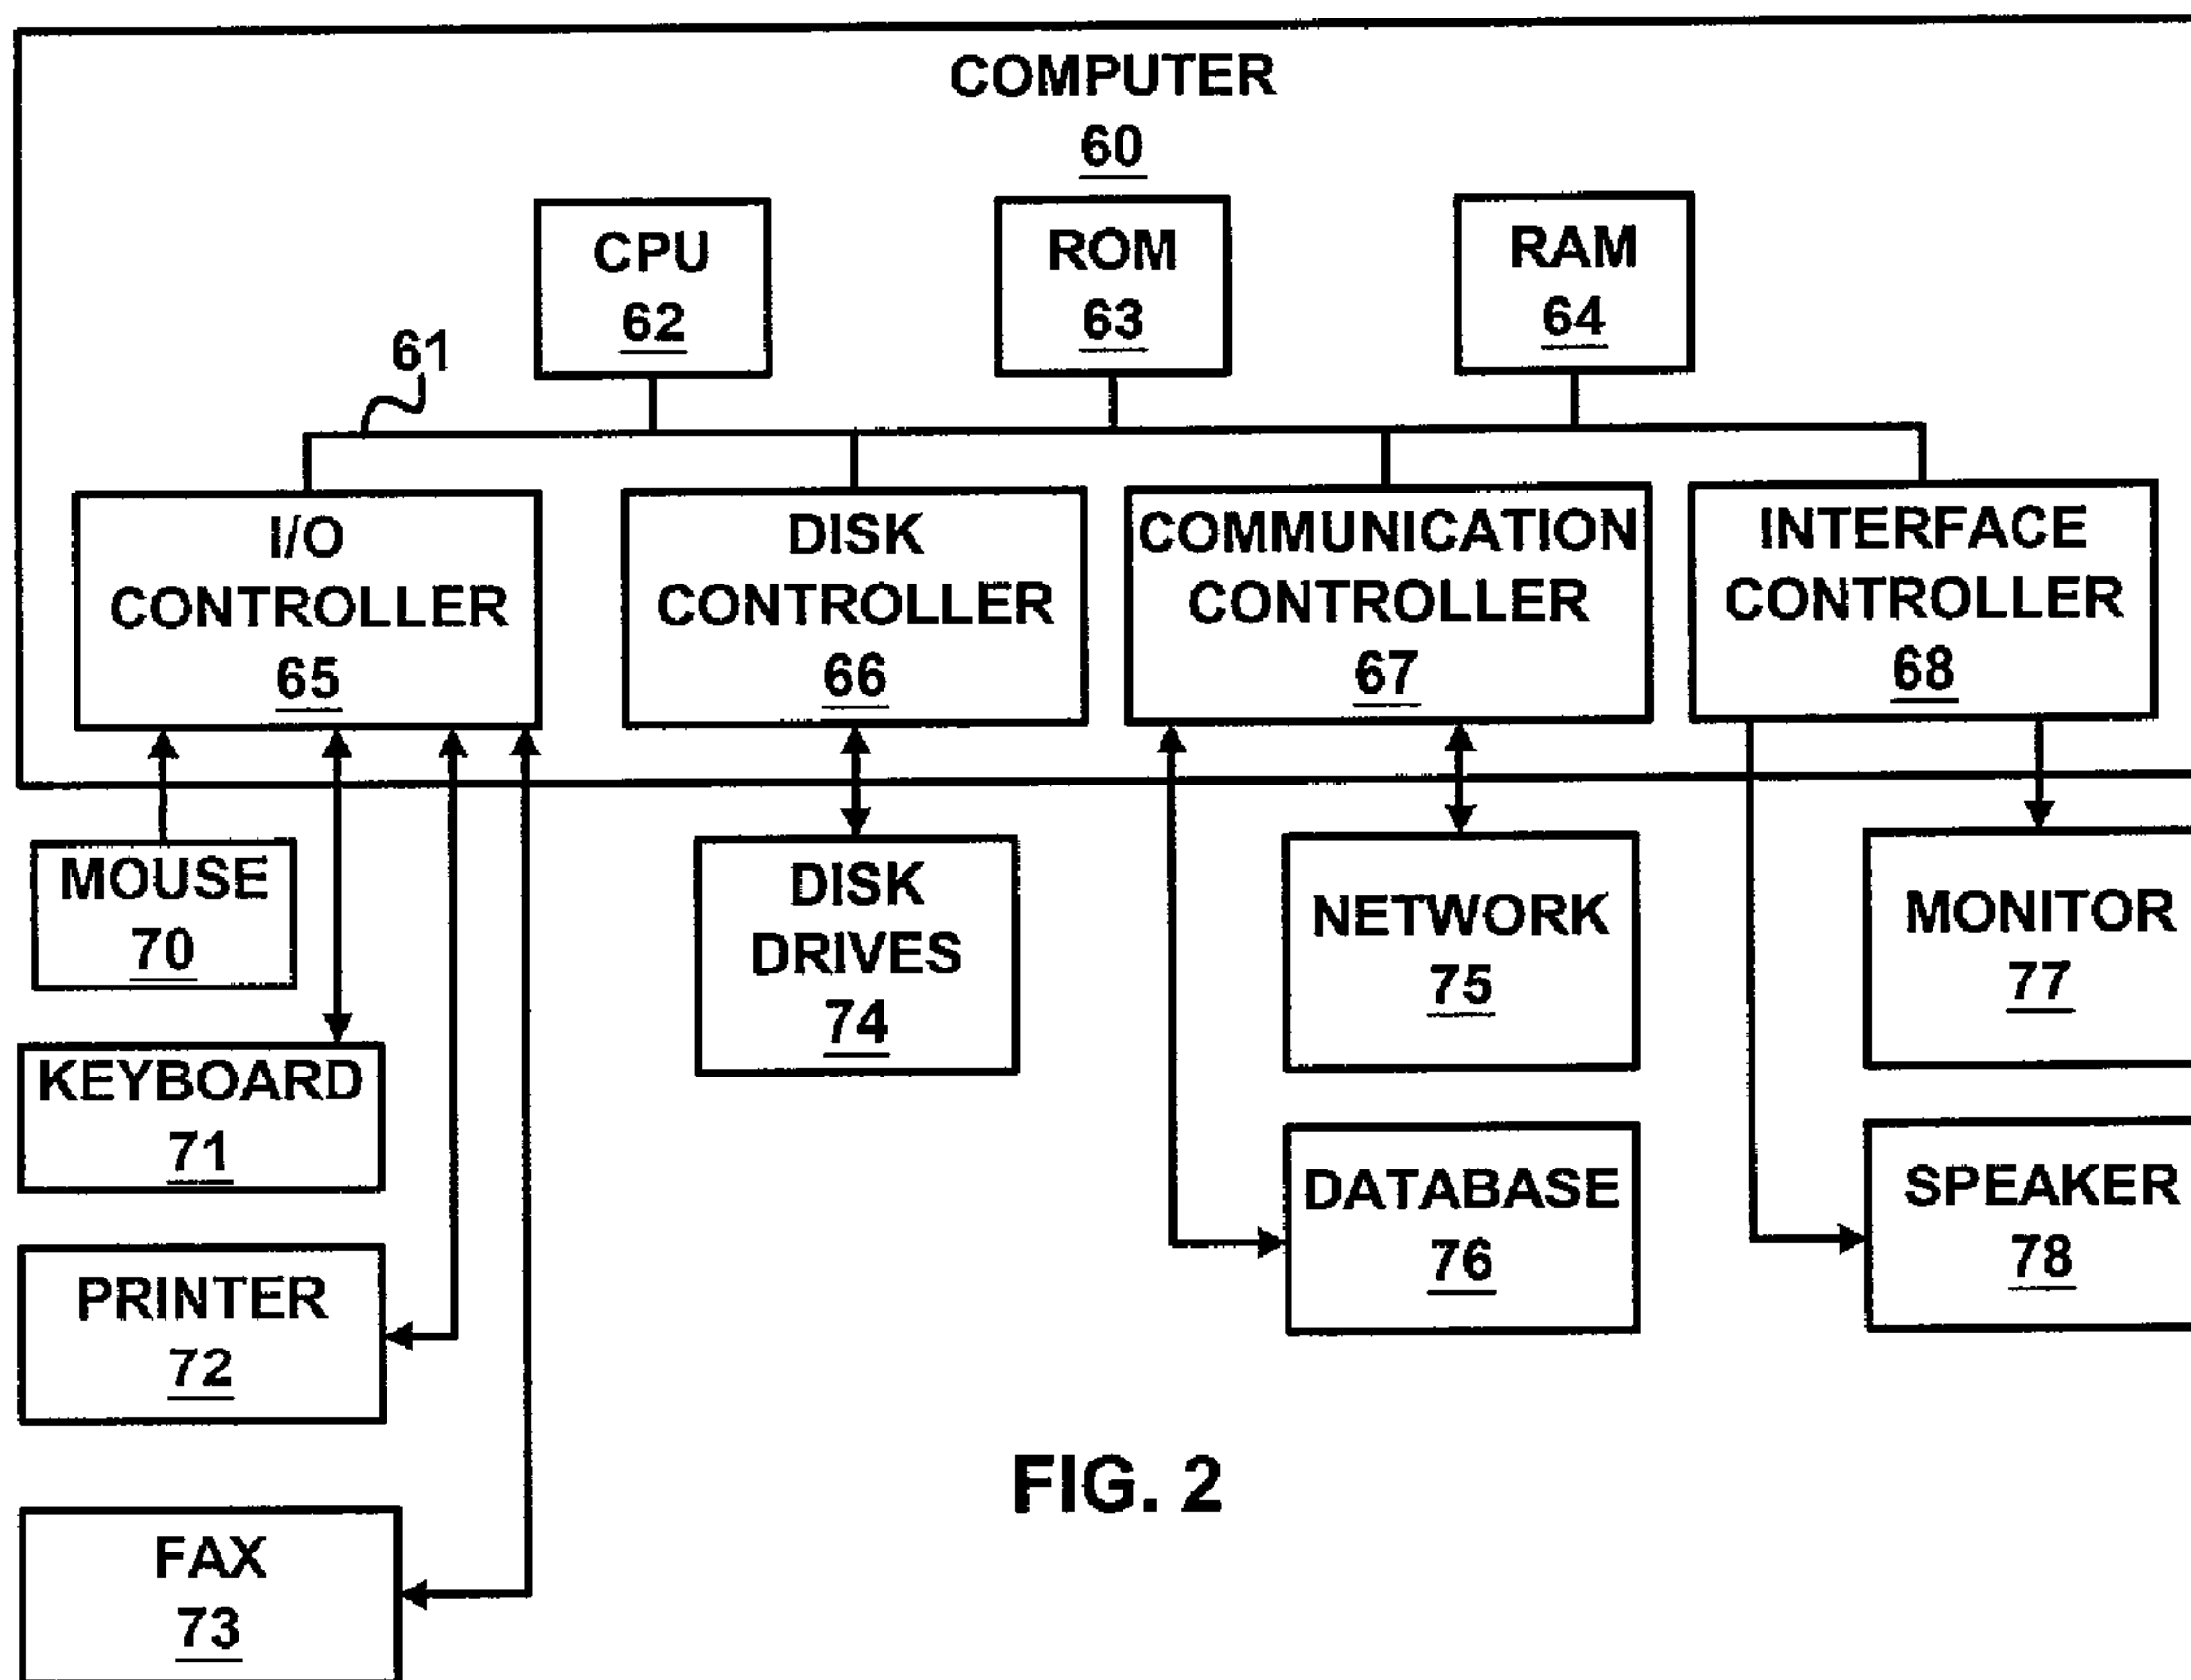 COMPUTER
60
CPU
62
ROM
63
RAM
64
61
I/O
CONTROLLER
65
DISK
CONTROLLER
66
COMMUNICATION
CONTROLLER
67
INTERFACE
CONTROLLER
68
MOUSE
70
KEYBOARD
71
PRINTER
72
FAX
73
DISK
DRIVES
74
NETWORK
75
DATABASE
76
MONITOR
77
SPEAKER
78
FIG. 2